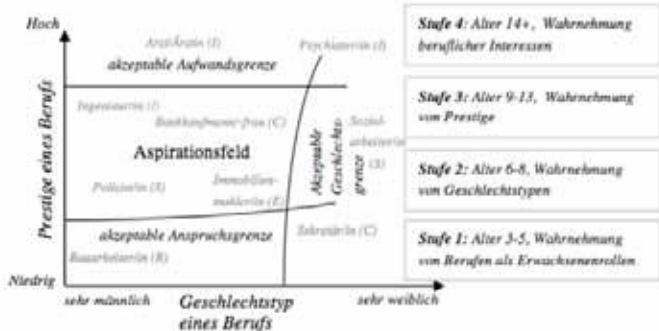 Hoch
Prestige eines Berufs
Niedrig
Arzt/Ärztin (I)
akzeptable Aufwandsgrenze
Psychiater/in (I)
Ingenieur/in (I)
Bankkaufmann/-frau (C)
Aspirationsfeld
Polizist/in (S)
Immobilien-
makler/in (E)
Akzeptable
Geschlechts-
grenze
Sozial-
arbeiter/in
(S)
akzeptable Anspruchsgrenze
Sekretär/in (C)
Bauarbeiter/in (R)
sehr männlich
Geschlechtstyp
eines Berufs
sehr weiblich
Stufe 4: Alter 14+, Wahrnehmung
beruflicher Interessen
Stufe 3: Alter 9-13, Wahrnehmung
von Prestige
Stufe 2: Alter 6-8, Wahrnehmung
von Geschlechtstypen
Stufe 1: Alter 3-5, Wahrnehmung
von Berufen als Erwachsenenrollen